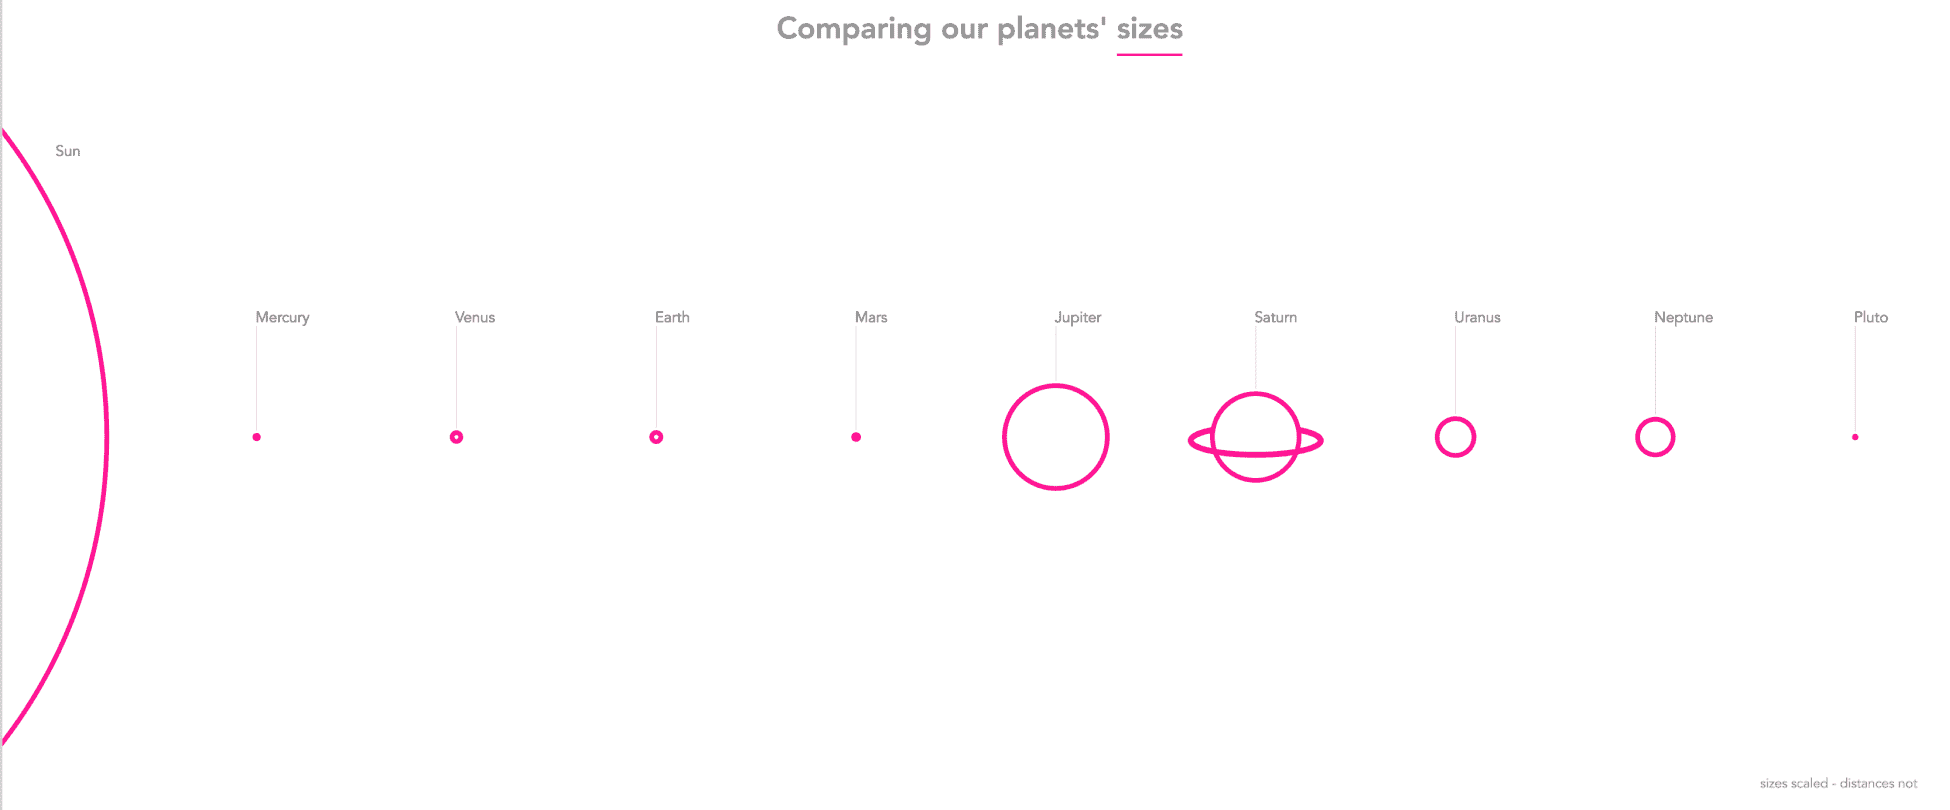 Comparing our planets' sizes
Sun
Mercury
Venus
Earth
Mars
Jupiter
Saturn
Uranus
Neptune
Pluto
sizes scaled - distances not